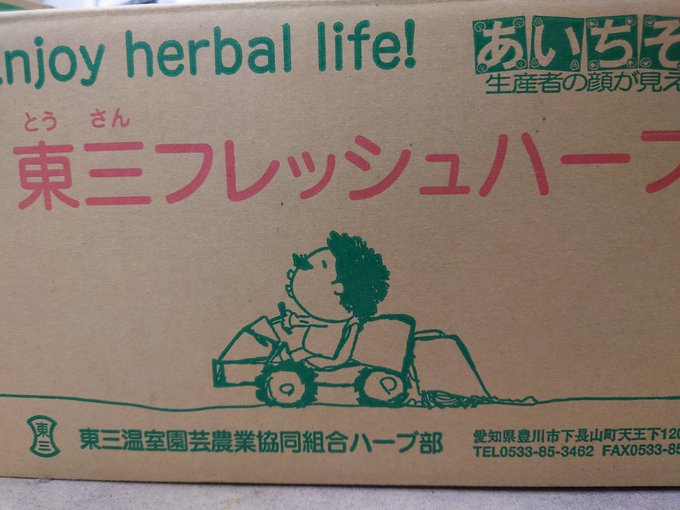 njoy herbal life!
あいちそ
生産者の顔が見え
とう さん
東三フレッシュハーブ
東三
東三温室園芸農業協同組合ハーブ部
愛知県豊川市下長山町天王下120
TEL0533-85-3462 FAX0533-85